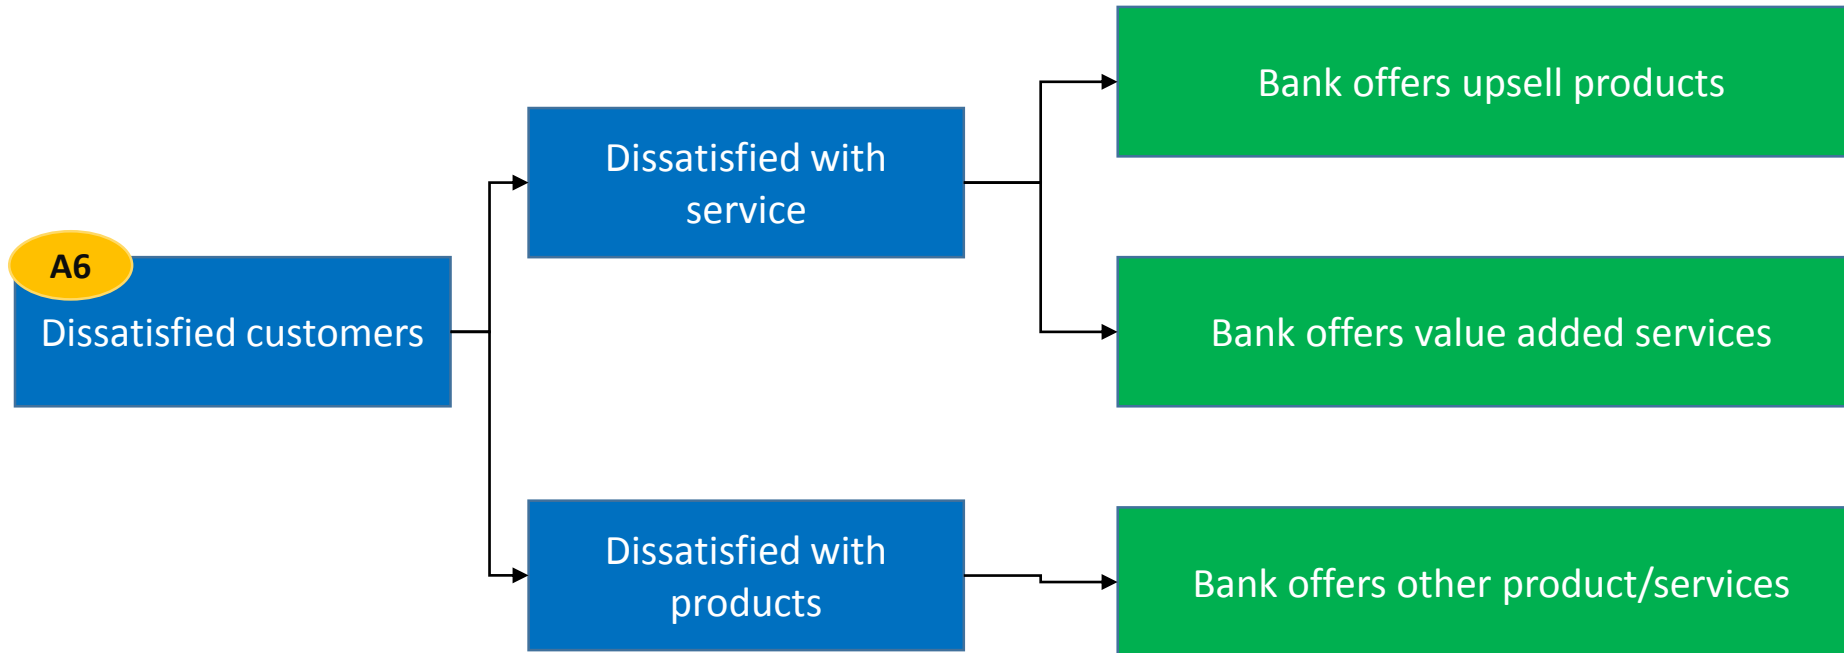 Bank offers upsell products
Dissatisfied with
service
A6
Dissatisfied customers
Bank offers value added services
Dissatisfied with
products
Bank offers other product/services